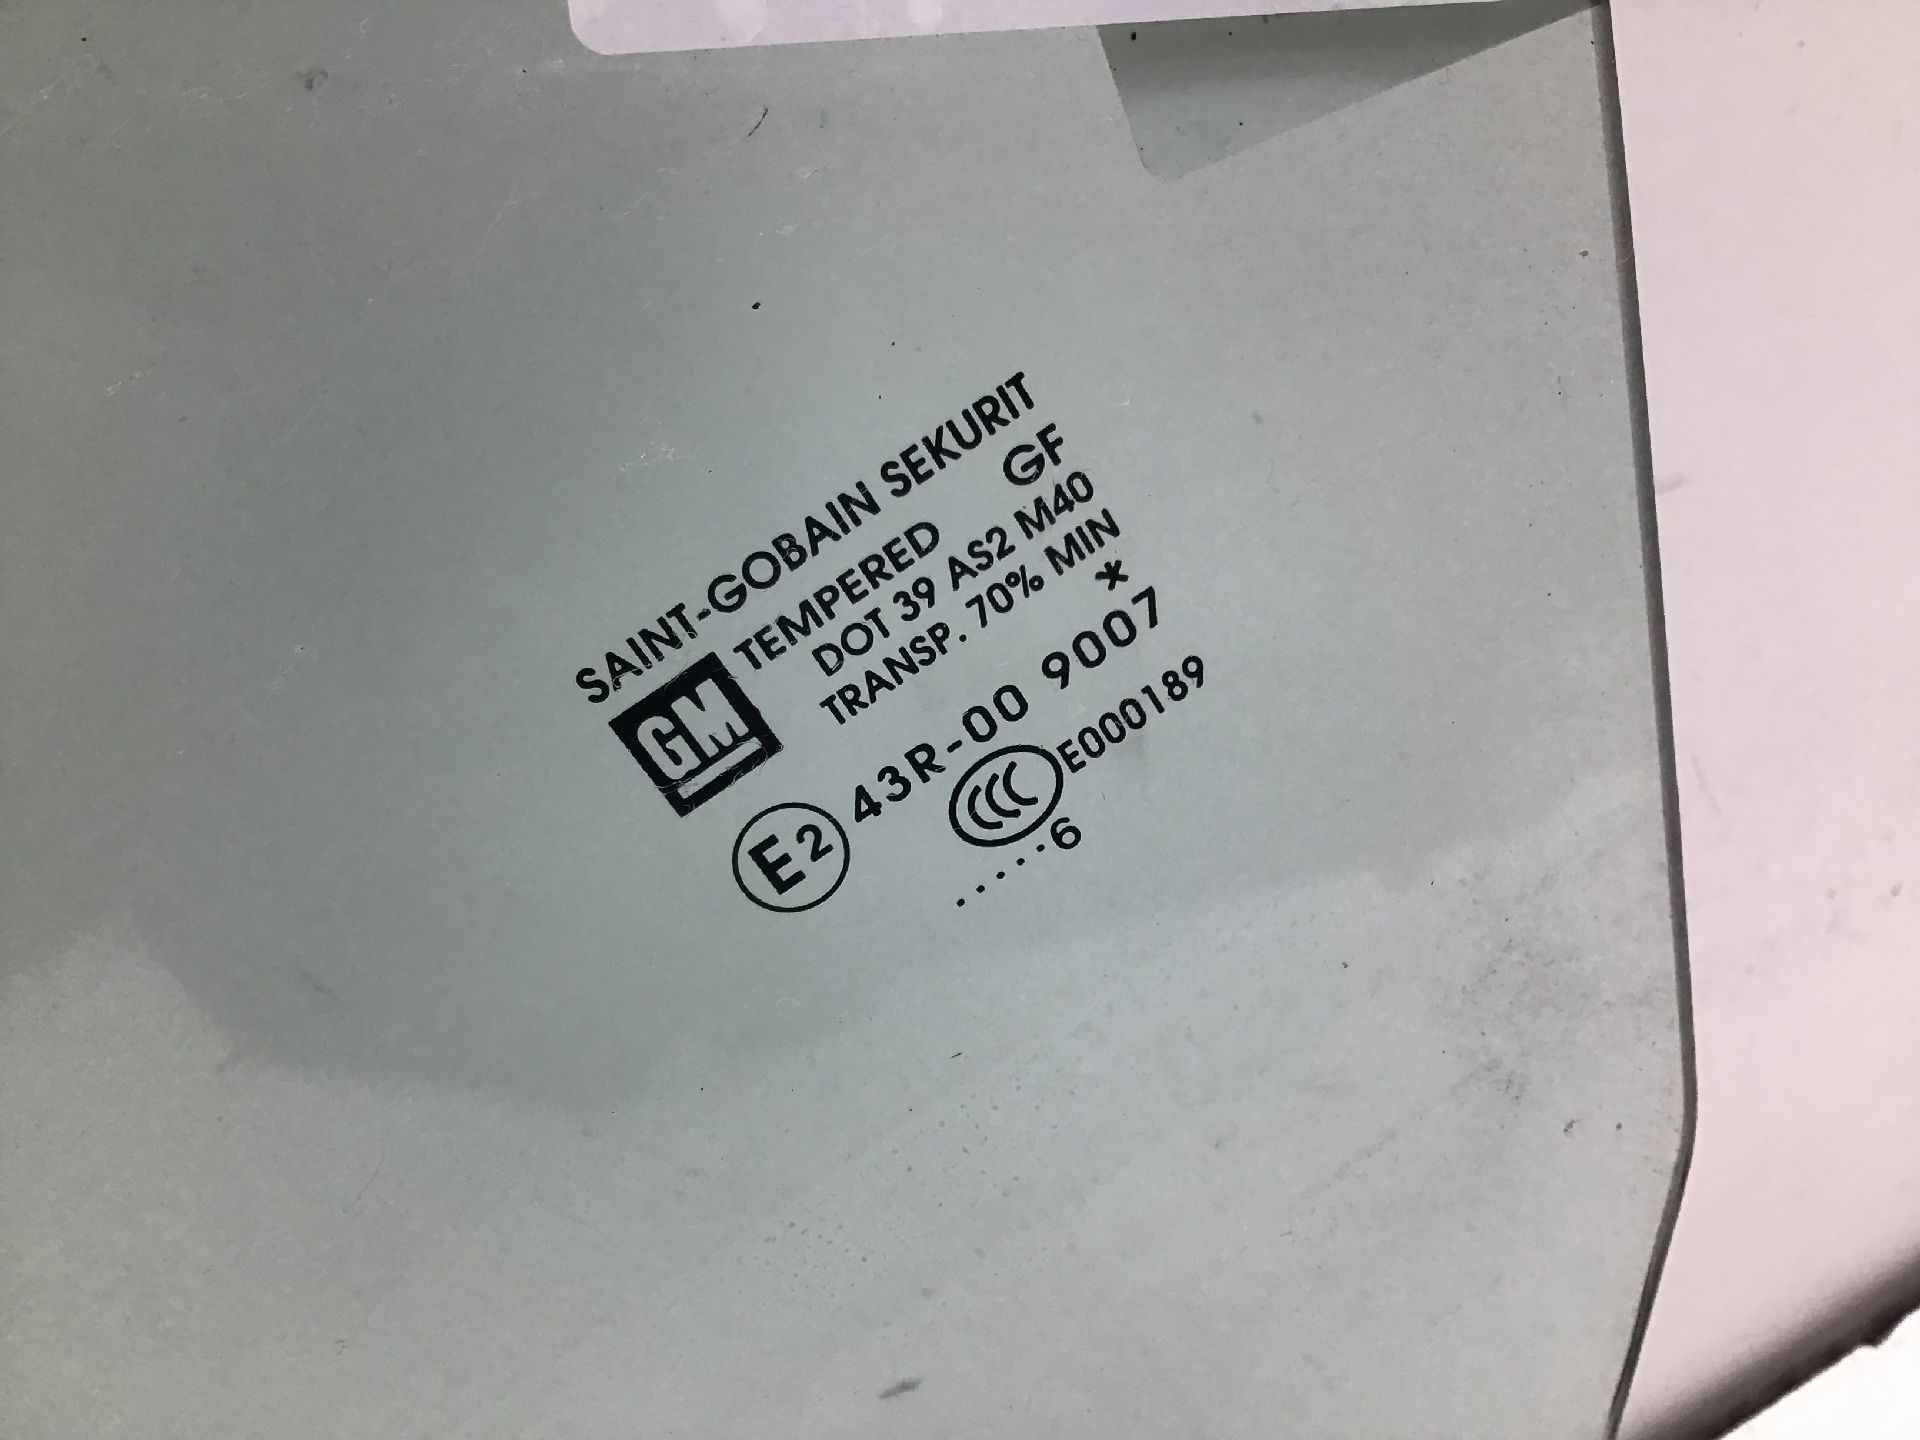 SAINT-GOBAIN SEKURIT
GM
TEMPERED GF
DOT 39 AS2 M40
TRANSP. 70% MIN
*
E2 43R-00 9007
CCC E000189
.....6